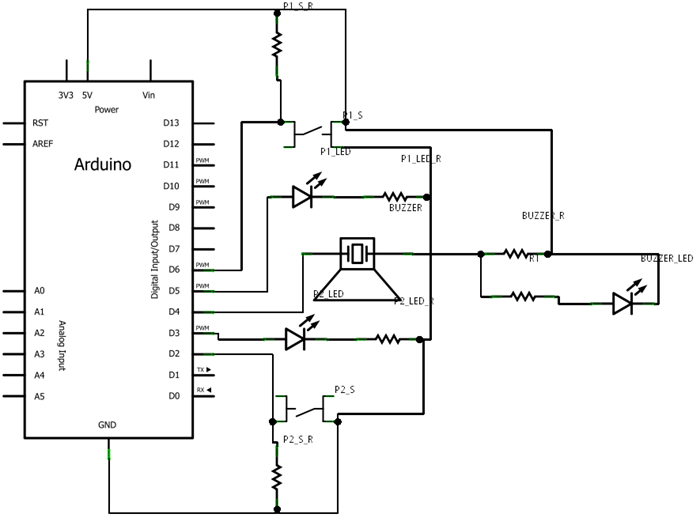 P1_S_R
3V3 5V Vin
Power
RST D13
P1_S
AREF D12
P1_LED
P1_LED_R
Arduino
D11 PWM
D10 PWM
D9 PWM
BUZZER
D8
BUZZER_R
D7
Digital Input/Output
D6 PWM
R1
BUZZER_LED
A0 D5 PWM
P2_LED
P2_LED_R
A1 D4
A2 D3 PWM
Analog Input
A3 D2
A4 D1 TX
A5 D0 RX
P2_S
GND
P2_S_R